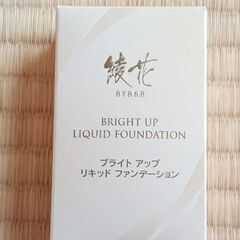 綾花
AYAKA
BRIGHT UP
LIQUID FOUNDATION
ブライト アップ
リキッド ファンデーション